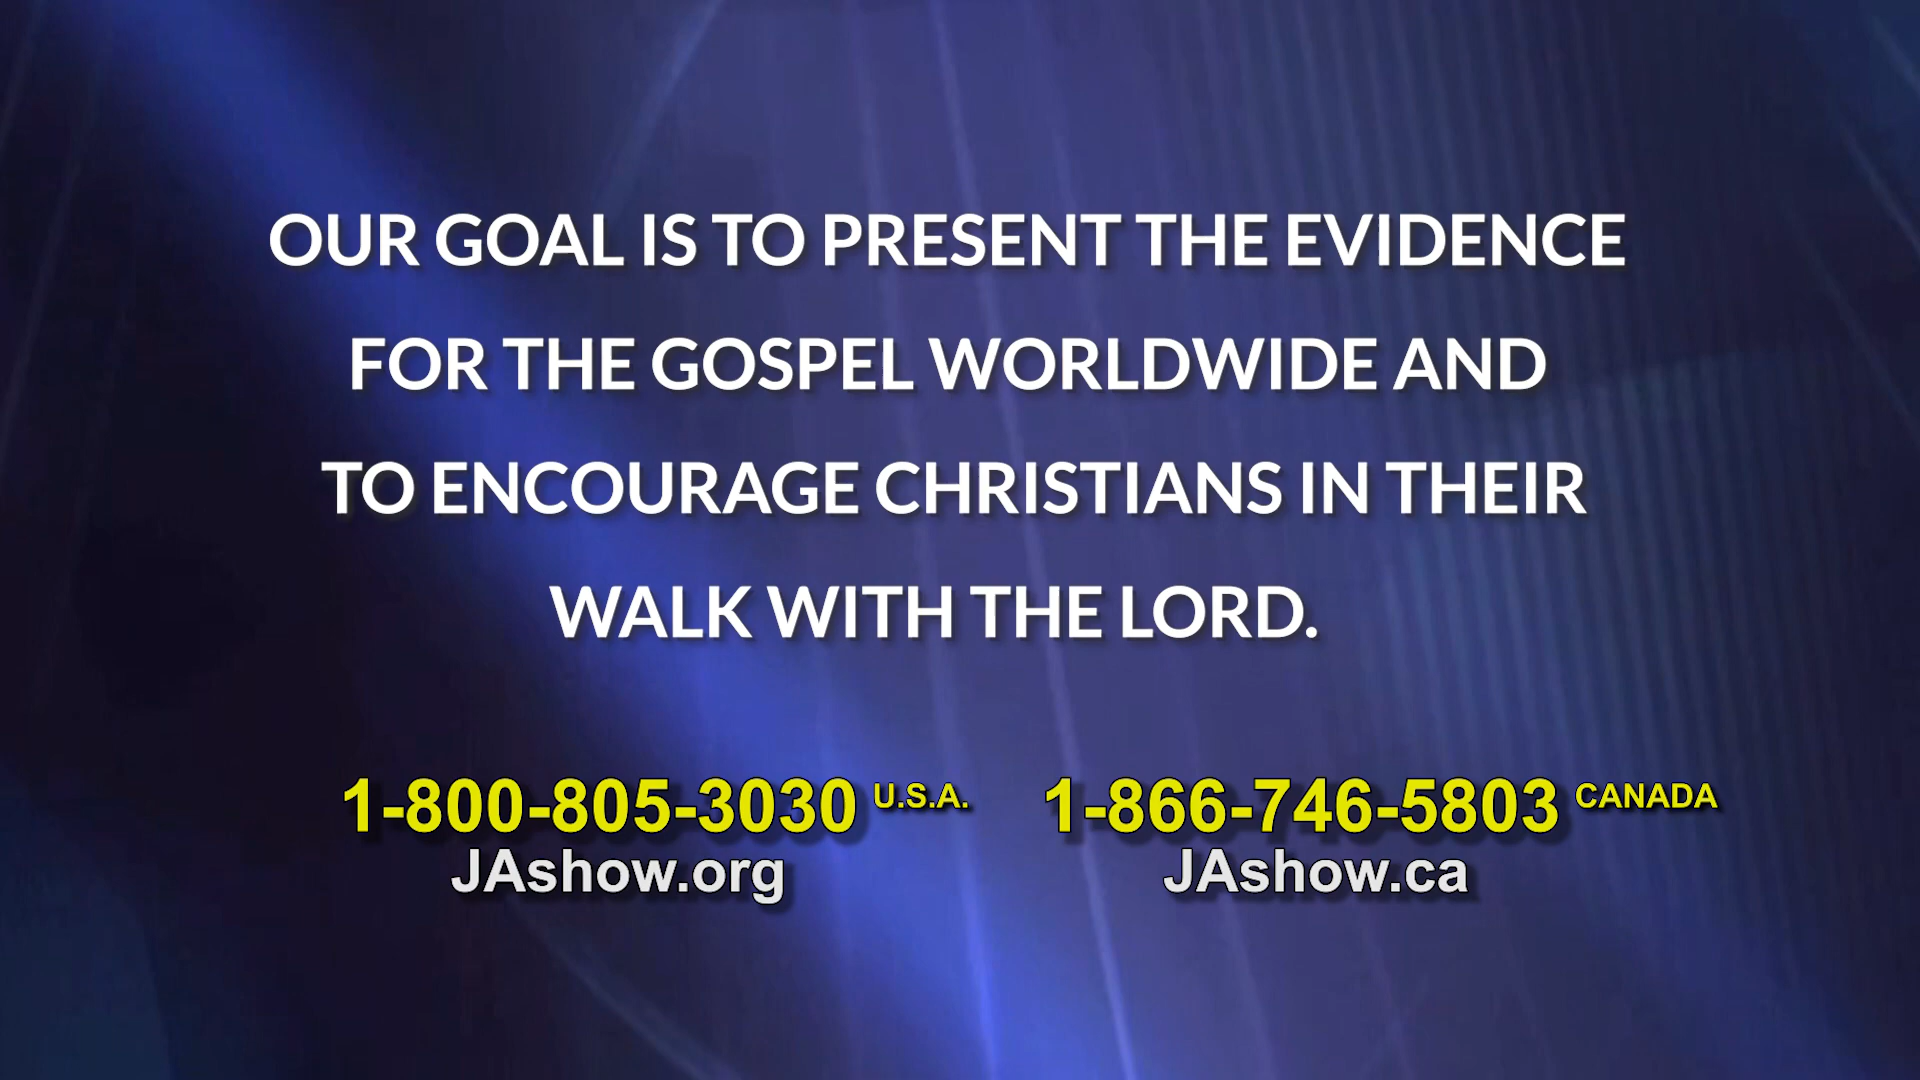 OUR GOAL IS TO PRESENT THE EVIDENCE
FOR THE GOSPEL WORLDWIDE AND
TO ENCOURAGE CHRISTIANS IN THEIR
WALK WITH THE LORD.
1-800-805-3030 U.S.A.
JAshow.org
1-866-746-5803 CANADA
JAshow.ca